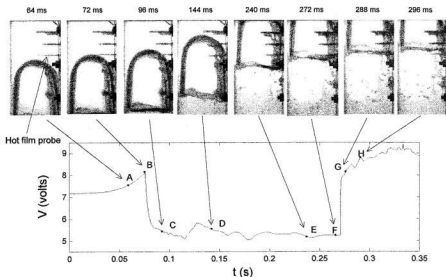 64 ms 72 ms 96 ms 144 ms 240 ms 272 ms 288 ms 296 ms
Hot film probe
A B C D E F G H
V (volts)
9
8
7
6
5
0 0.05 0.1 0.15 0.2 0.25 0.3 0.35
t (s)